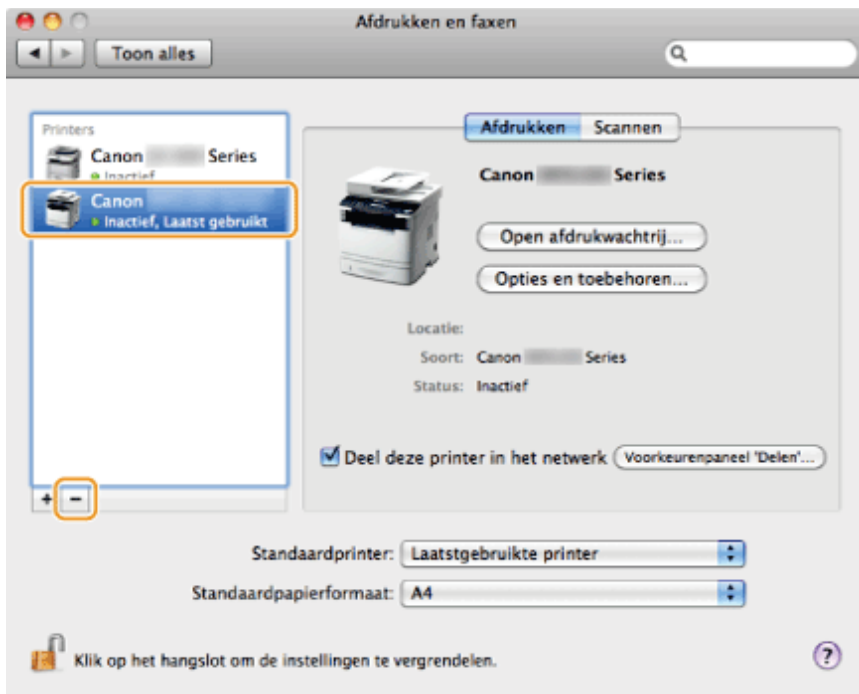 Afdrukken en faxen
Toon alles
Printers
Canon Series
Inactief
Canon
Inactief, Laatst gebruikt
+ −
Afdrukken Scannen
Canon Series
Open afdrukwachtrij...
Opties en toebehoren...
Locatie:
Soort: Canon Series
Status: Inactief
Deel deze printer in het netwerk Voorkeurenpaneel 'Delen'...
Standaardprinter: Laatstgebruikte printer
Standaardpapierformaat: A4
Klik op het hangslot om de instellingen te vergrendelen.
?